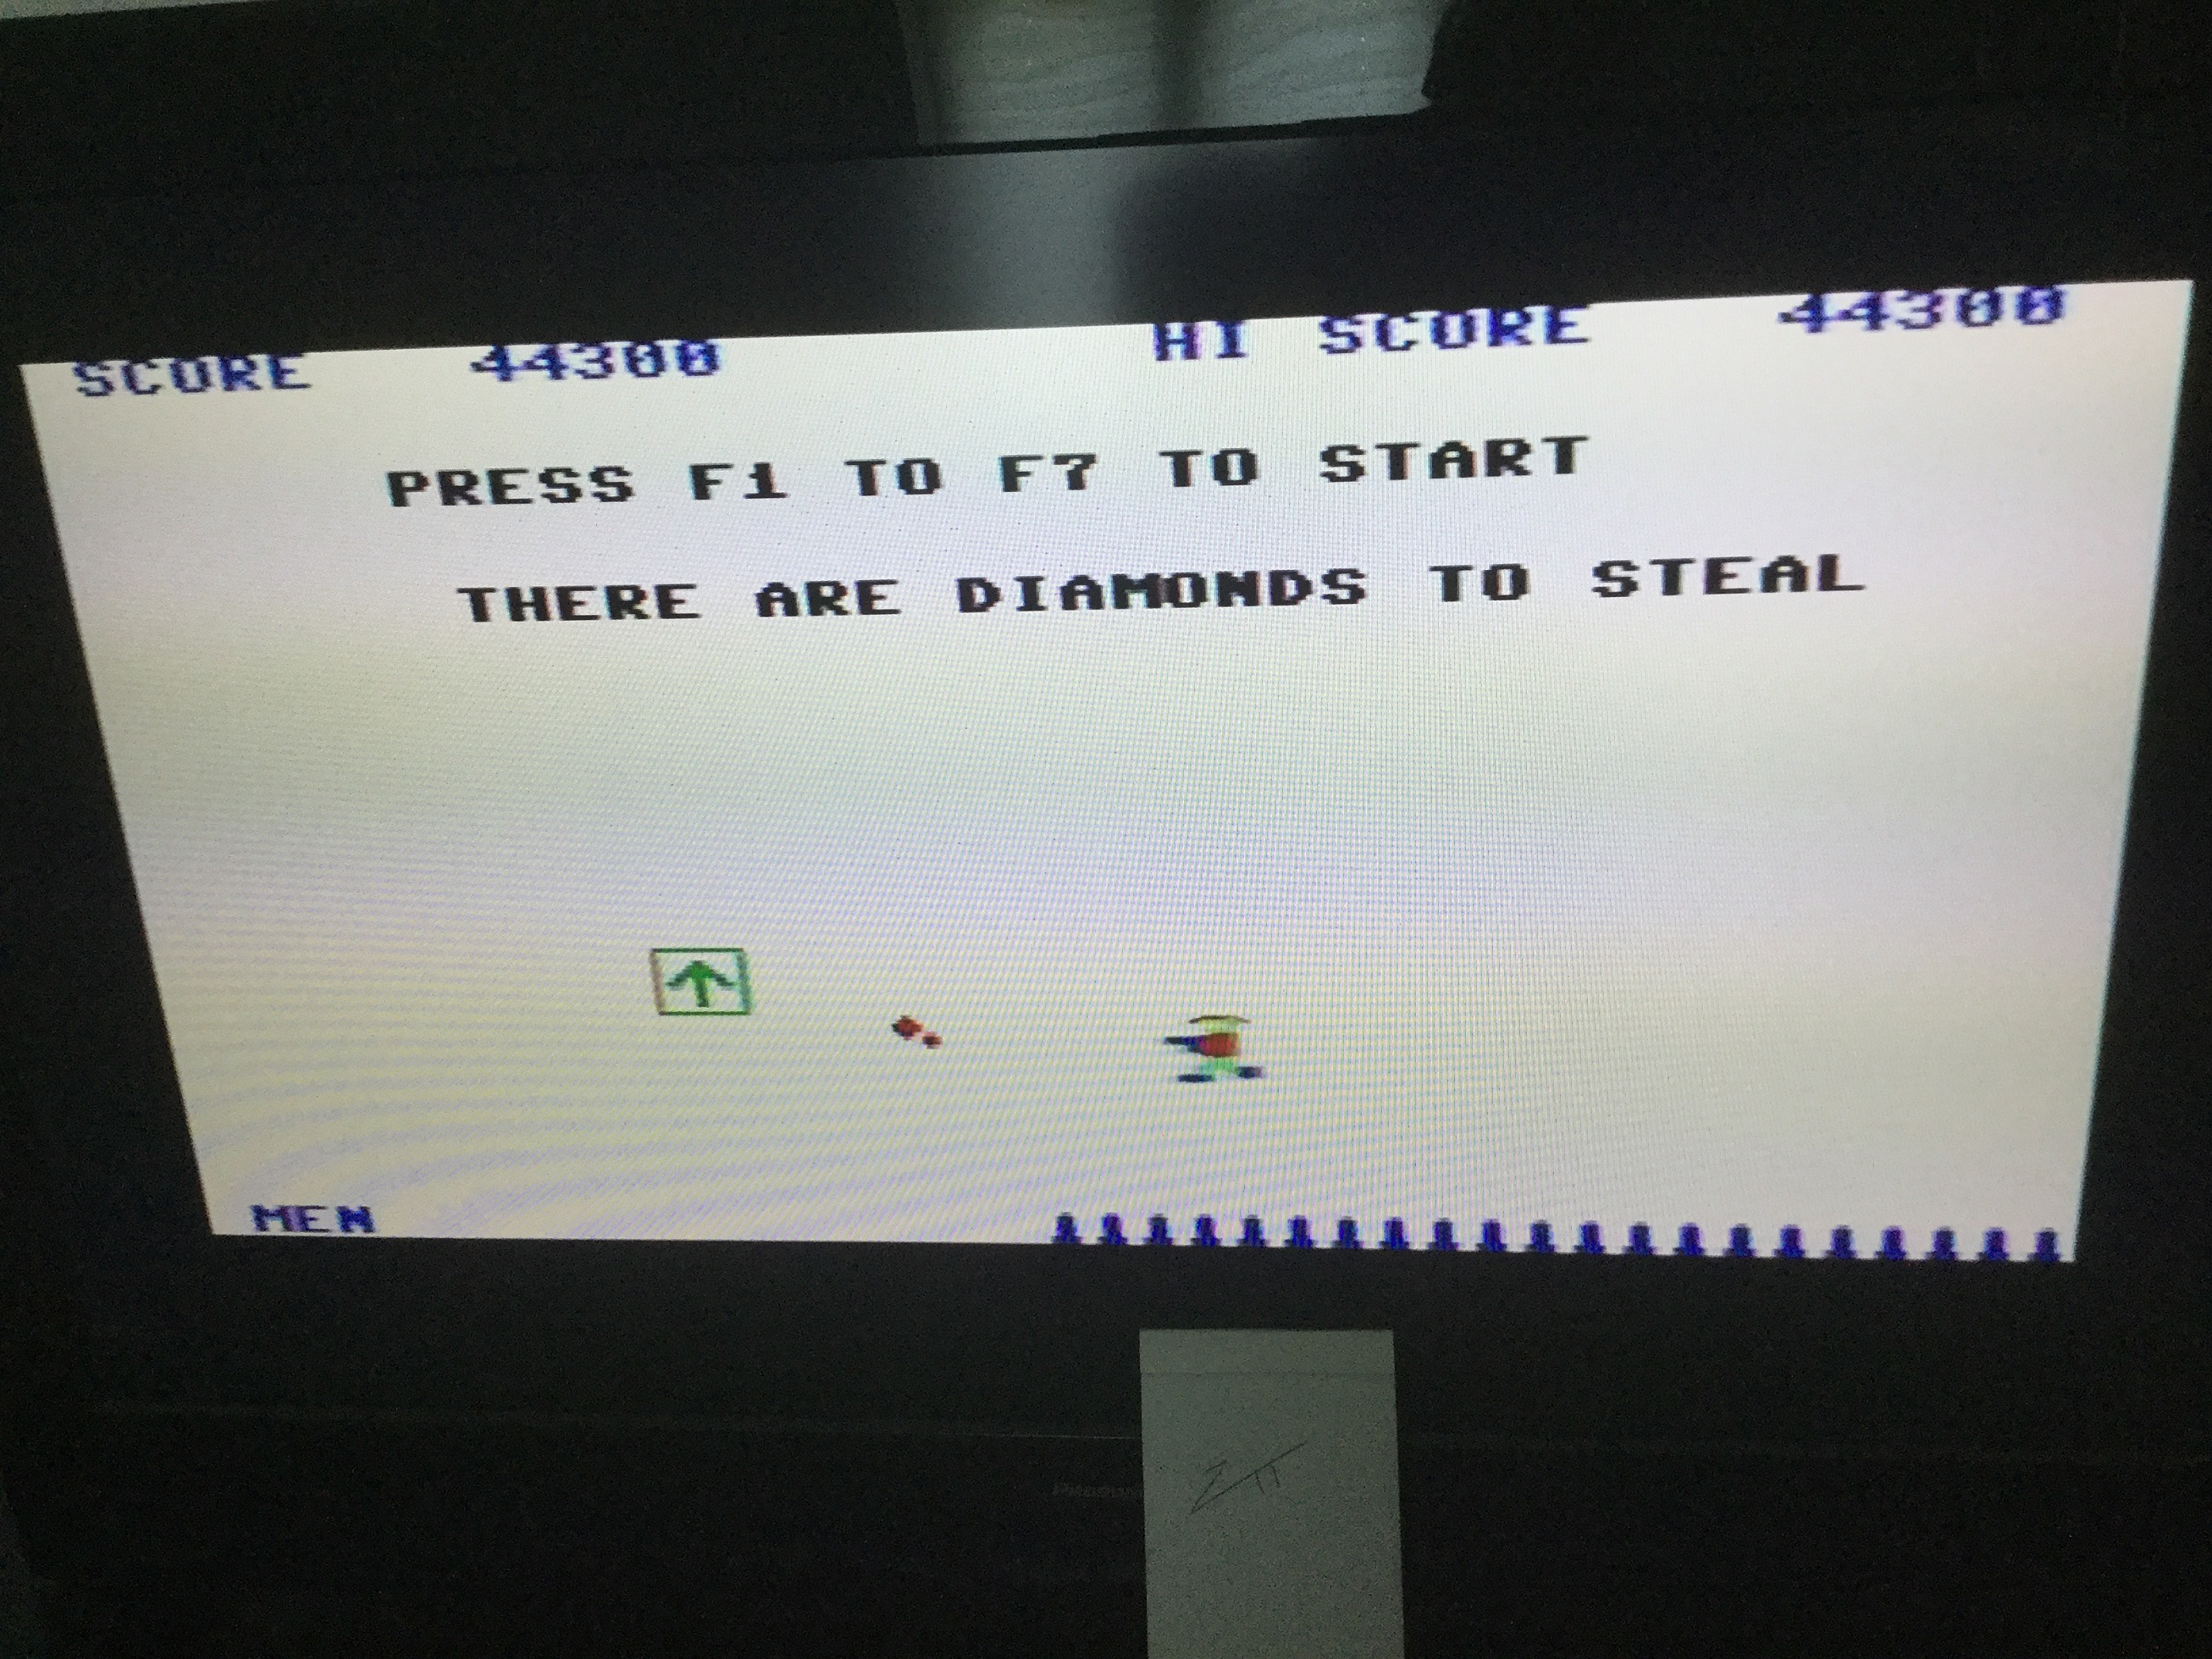 SCORE 44300 HI SCORE 44300
PRESS F1 TO F7 TO START
THERE ARE DIAMONDS TO STEAL
MEN